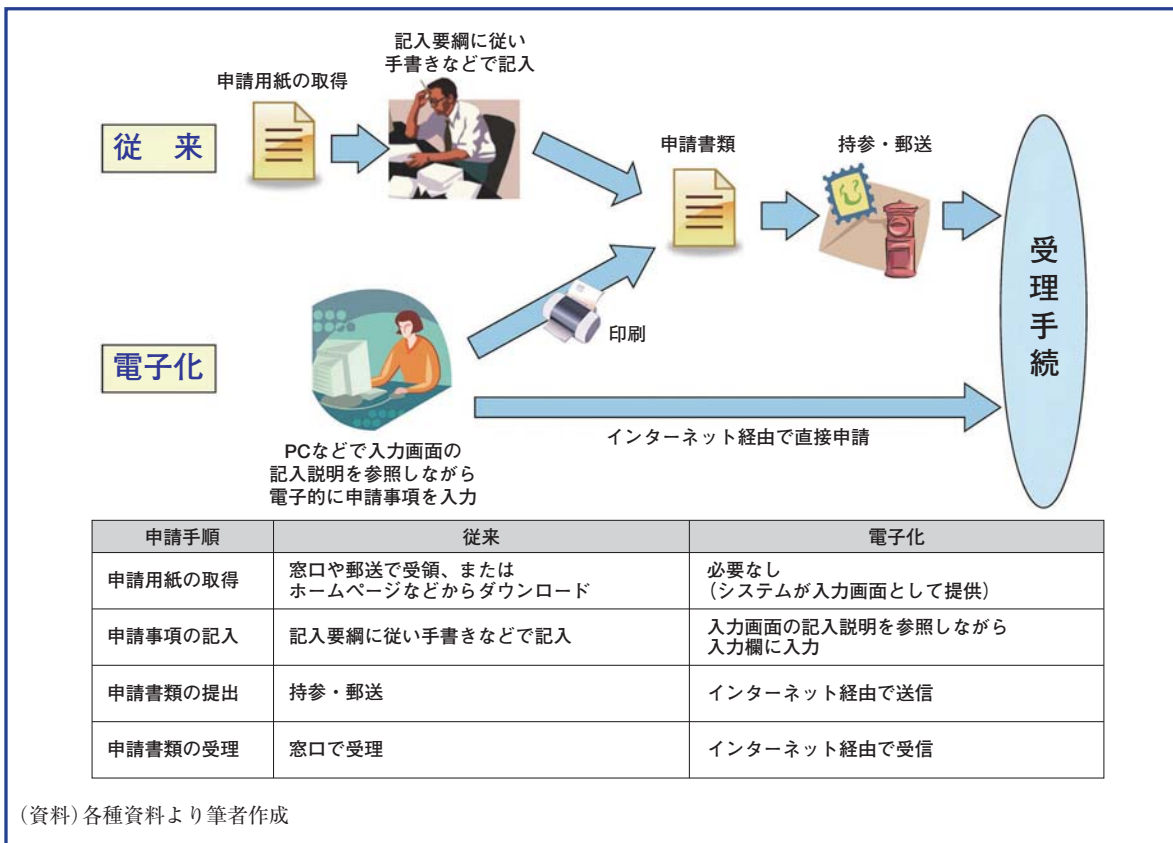 記入要綱に従い
手書きなどで記入
申請用紙の取得
従 来
申請書類
持参・郵送
受理手続
印刷
電子化
インターネット経由で直接申請
PCなどで入力画面の
記入説明を参照しながら
電子的に申請事項を入力
申請手順 従来 電子化
申請用紙の取得
窓口や郵送で受領、または
ホームページなどからダウンロード
必要なし
(システムが入力画面として提供)
申請事項の記入
記入要綱に従い手書きなどで記入
入力画面の記入説明を参照しながら
入力欄に入力
申請書類の提出 持参・郵送 インターネット経由で送信
申請書類の受理 窓口で受理 インターネット経由で受信
(資料)各種資料より筆者作成